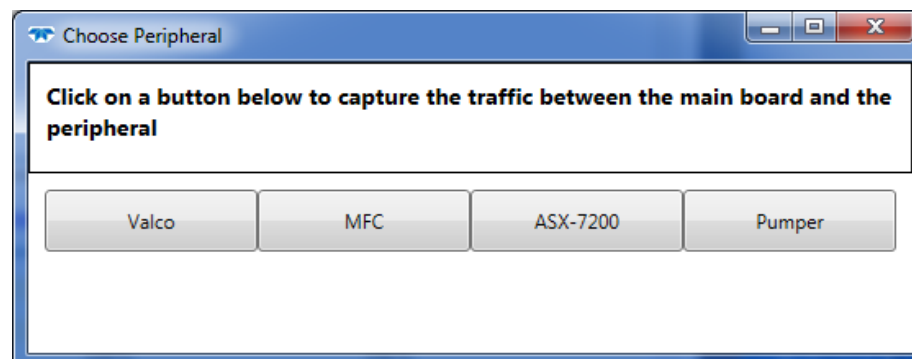 Choose Peripheral
Click on a button below to capture the traffic between the main board and the
peripheral
Valco MFC ASX-7200 Pumper